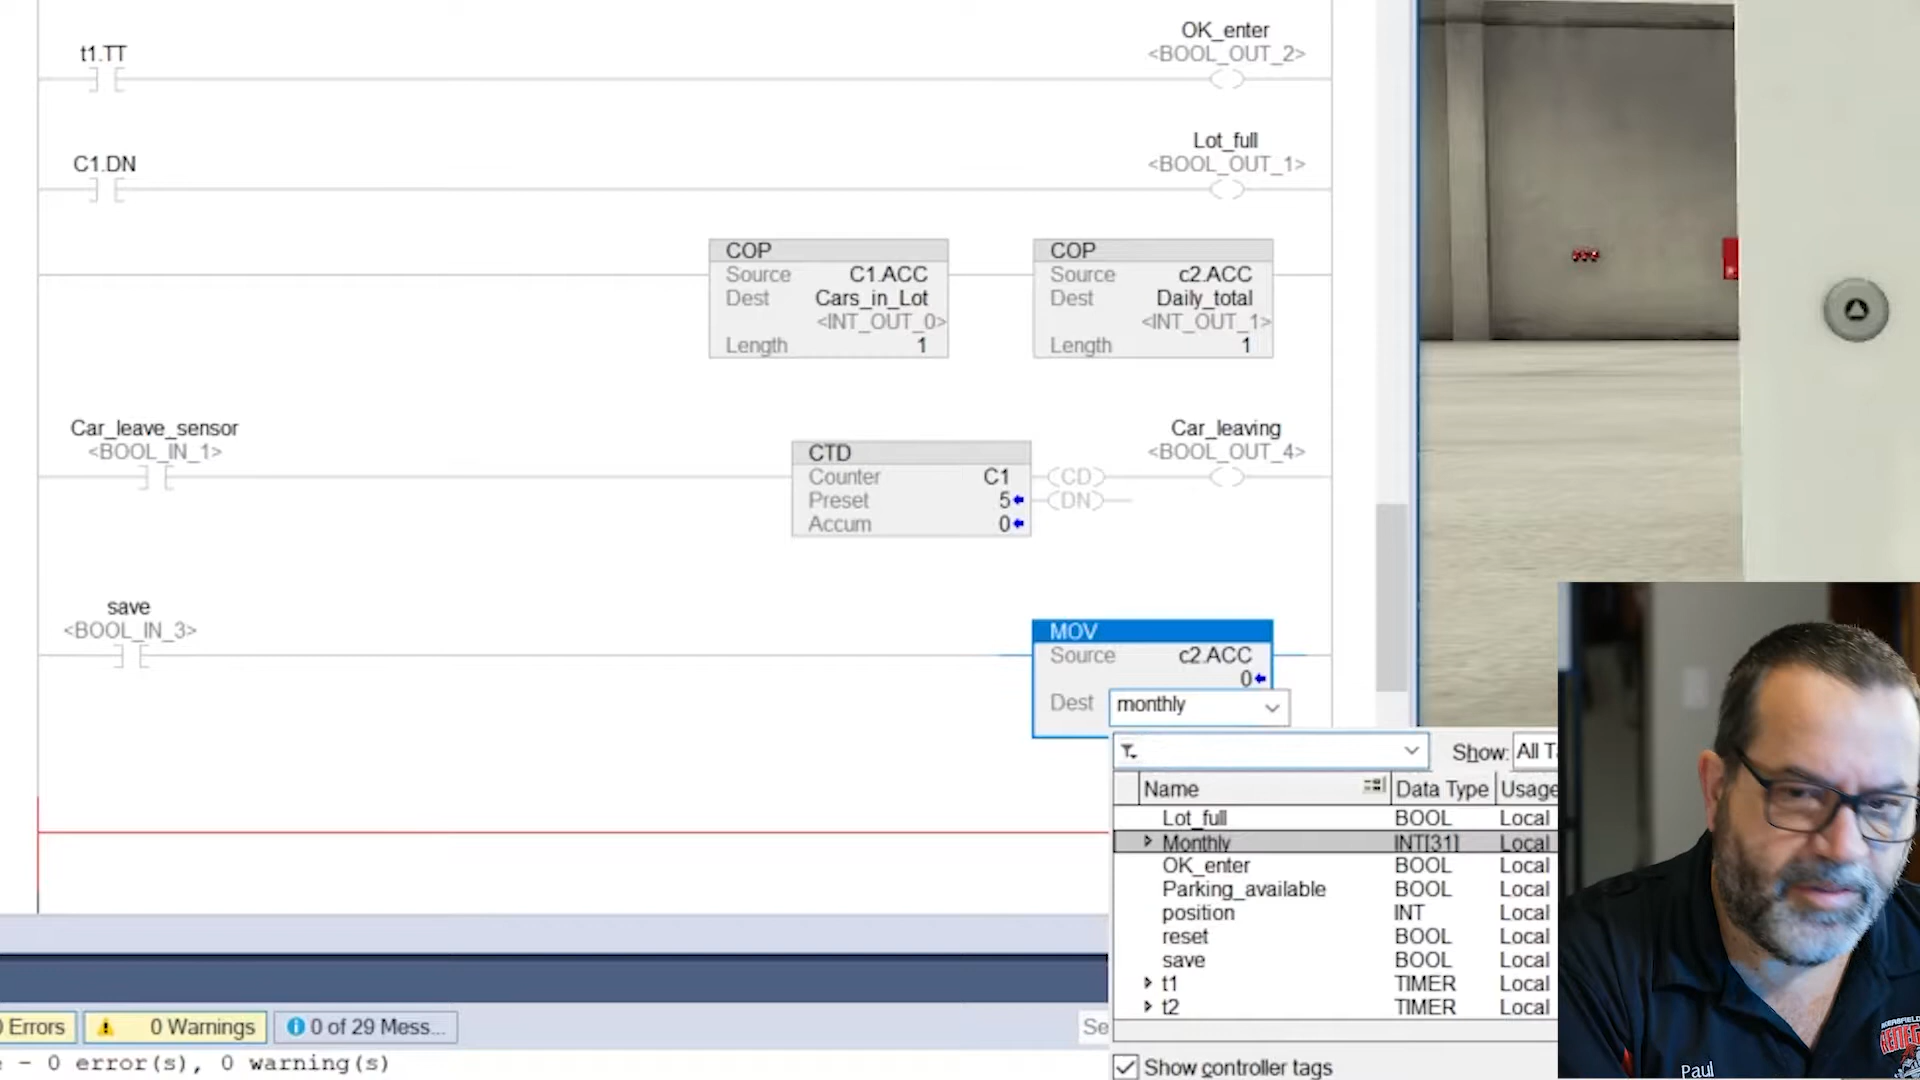 t1.TT
OK_enter
<BOOL_OUT_2>
C1.DN
Lot_full
<BOOL_OUT_1>
COP
Source C1.ACC
Dest Cars_in_Lot
<INT_OUT_0>
Length 1
COP
Source c2.ACC
Dest Daily_total
<INT_OUT_1>
Length 1
Car_leave_sensor
<BOOL_IN_1>
CTD
Counter C1
Preset 5
Accum 0
(CD)
(DN)
Car_leaving
<BOOL_OUT_4>
save
<BOOL_IN_3>
MOV
Source c2.ACC
0
Dest monthly
Show: All T
Name Data Type Usage
Lot_full BOOL Local
Monthly INT[31] Local
OK_enter BOOL Local
Parking_available BOOL Local
position INT Local
reset BOOL Local
save BOOL Local
t1 TIMER Local
t2 TIMER Local
Show controller tags
0 Errors
0 Warnings
0 of 29 Mess...
Se
e - 0 error(s), 0 warning(s)
Paul